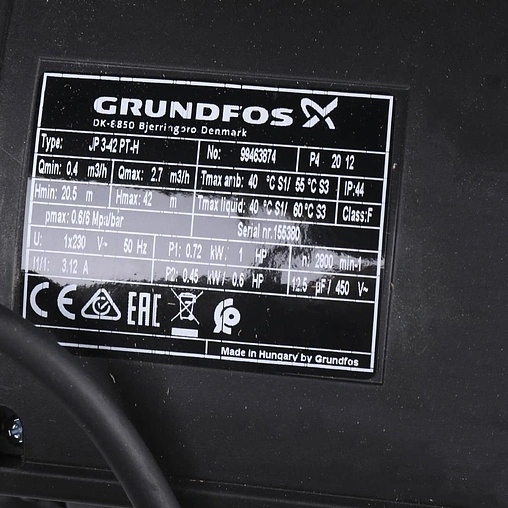 GRUNDFOS
DK-8850 Bjerringbro Denmark
Type: JP 3-42 PT-H No: 99463874 P4 20 12
Qmin: 0.4 m3/h Qmax: 2.7 m3/h Tmax amb: 40 °C S1/ 55 °C S3 IP:44
Hmin: 20.5 m Hmax: 42 m Tmax liquid: 40 °C S1/ 60 °C S3 Class:F
pmax: 0.6/6 Mpa/bar Serial nr.155380
U: 1x230 V~ 50 Hz P1: 0.72 kW/ 1 HP n: 2800 min-1
I1/1: 3.12 A P2: 0.45 kW/ 0.6 HP 12.5 µF/ 450 V~
CE EAC
Made in Hungary by Grundfos